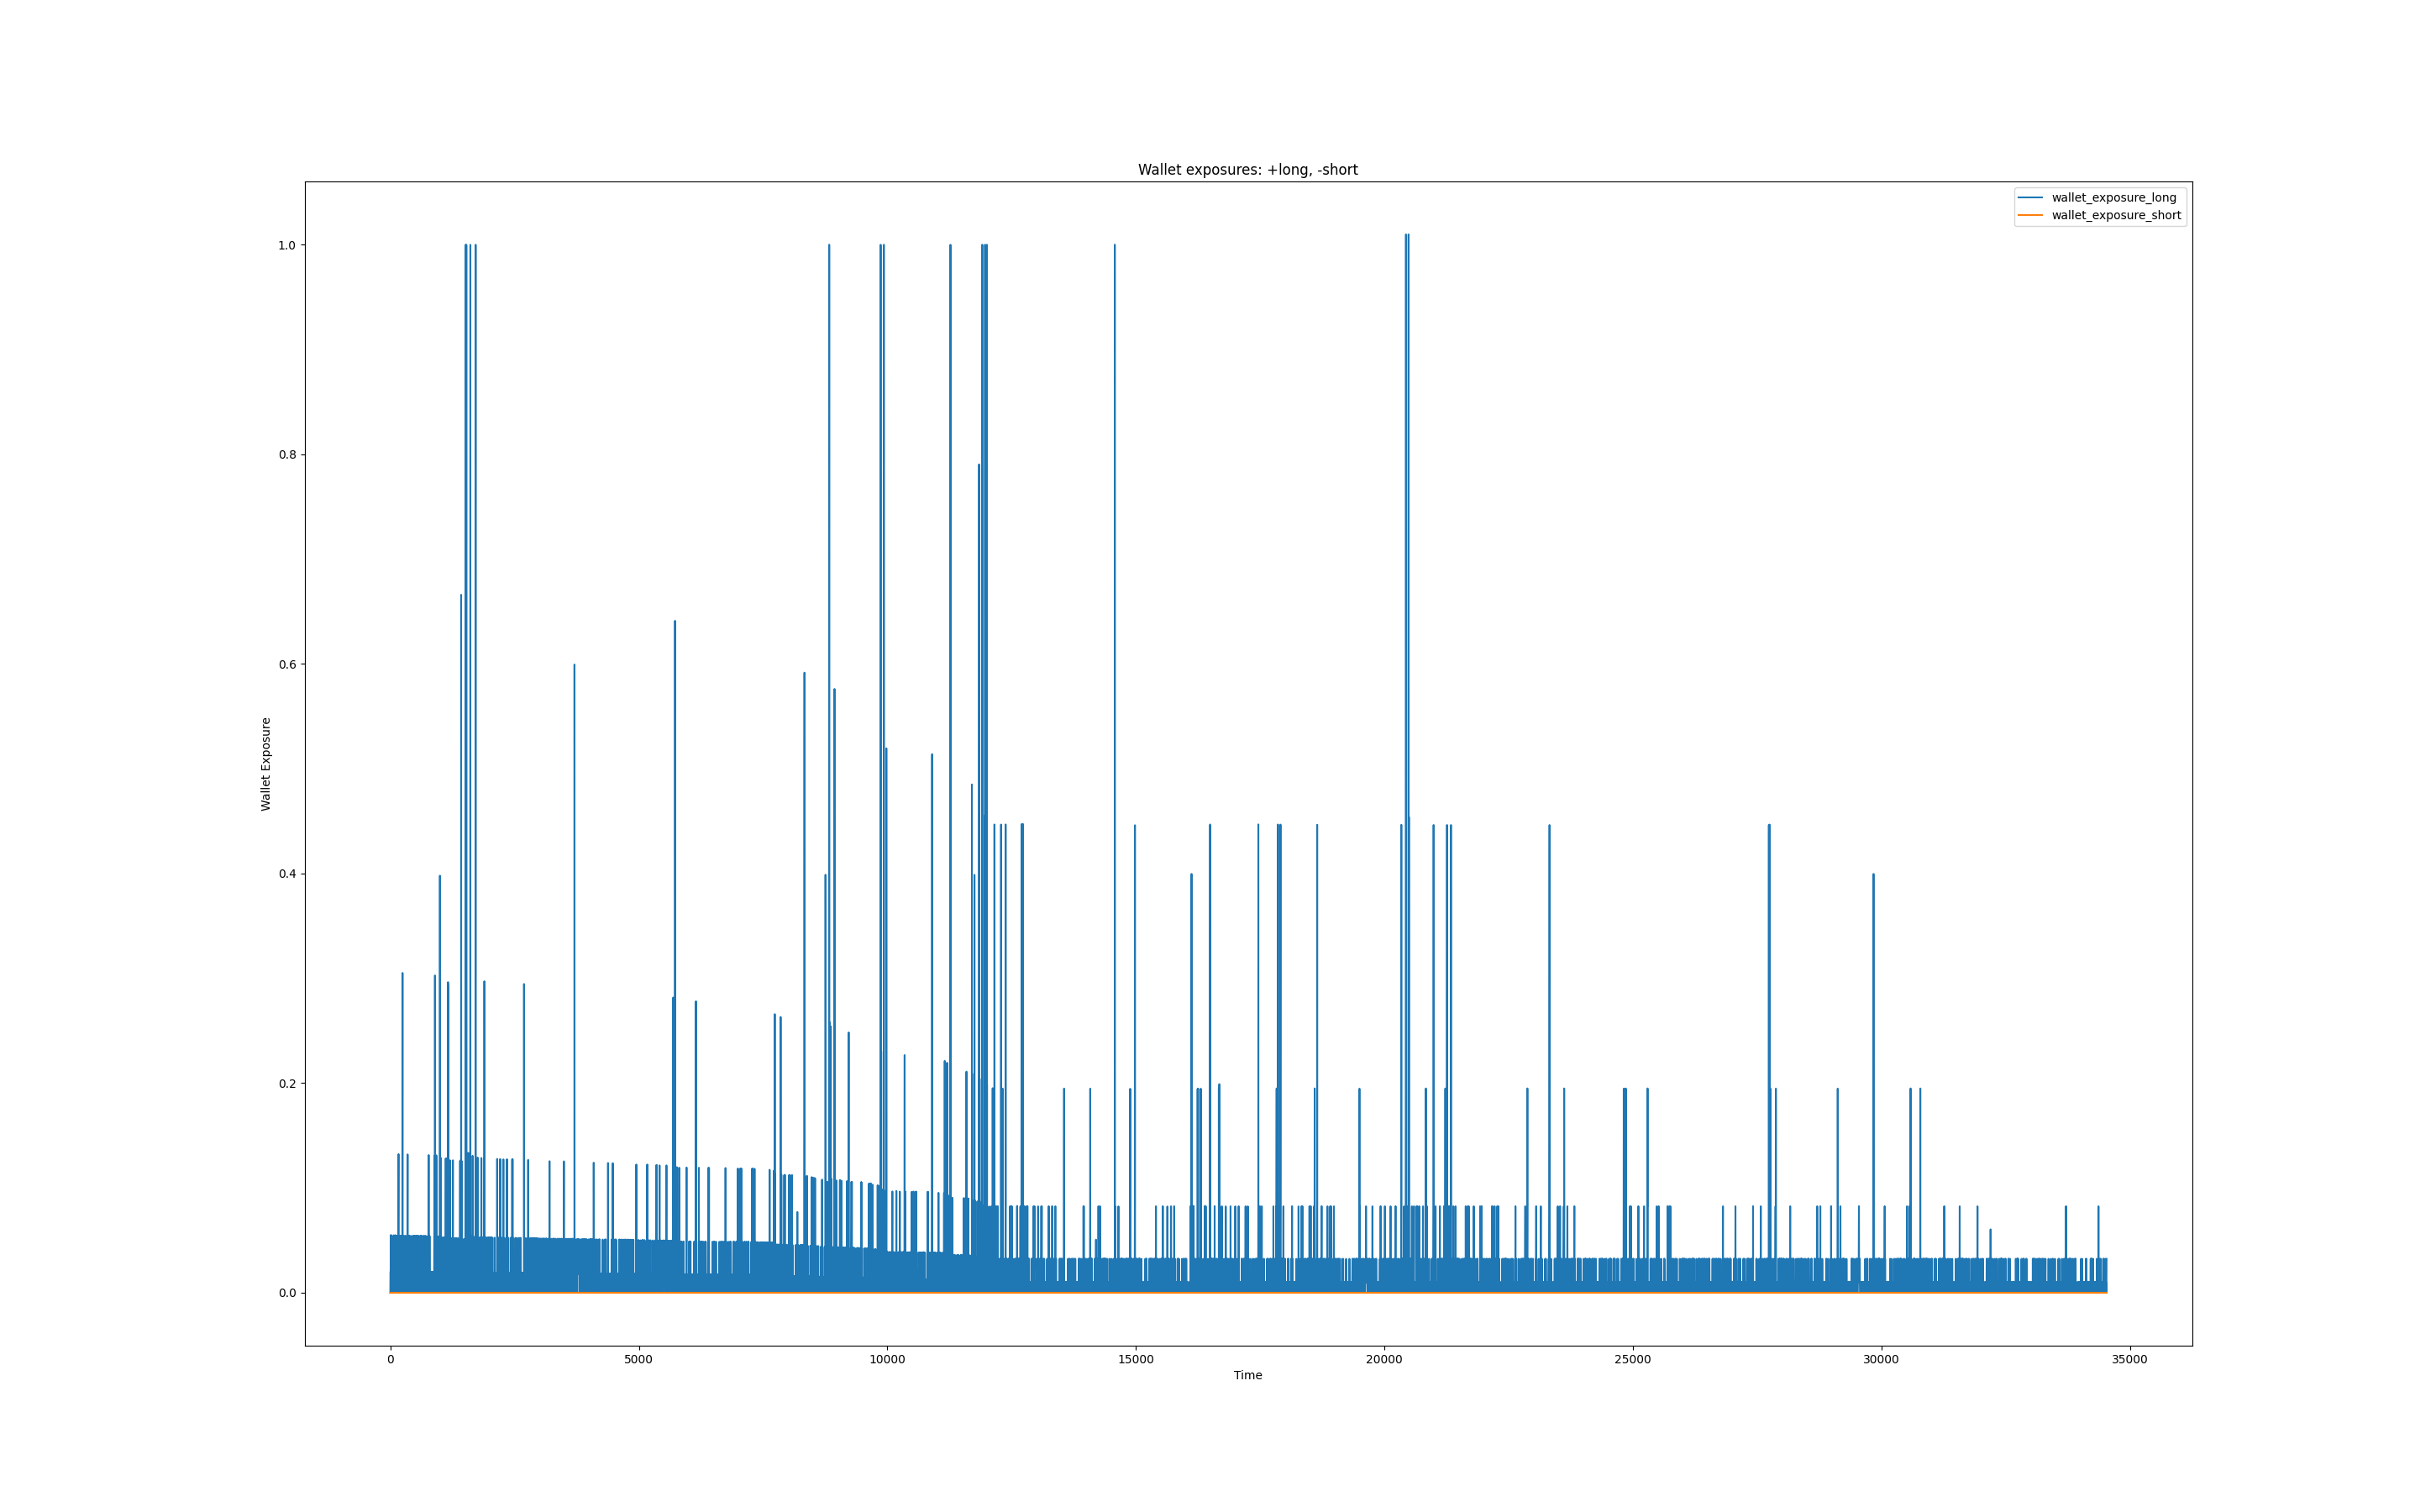 Wallet exposures: +long, -short
wallet_exposure_long
wallet_exposure_short
1.0
0.8
0.6
0.4
0.2
0.0
Wallet Exposure
0 5000 10000 15000 20000 25000 30000 35000
Time